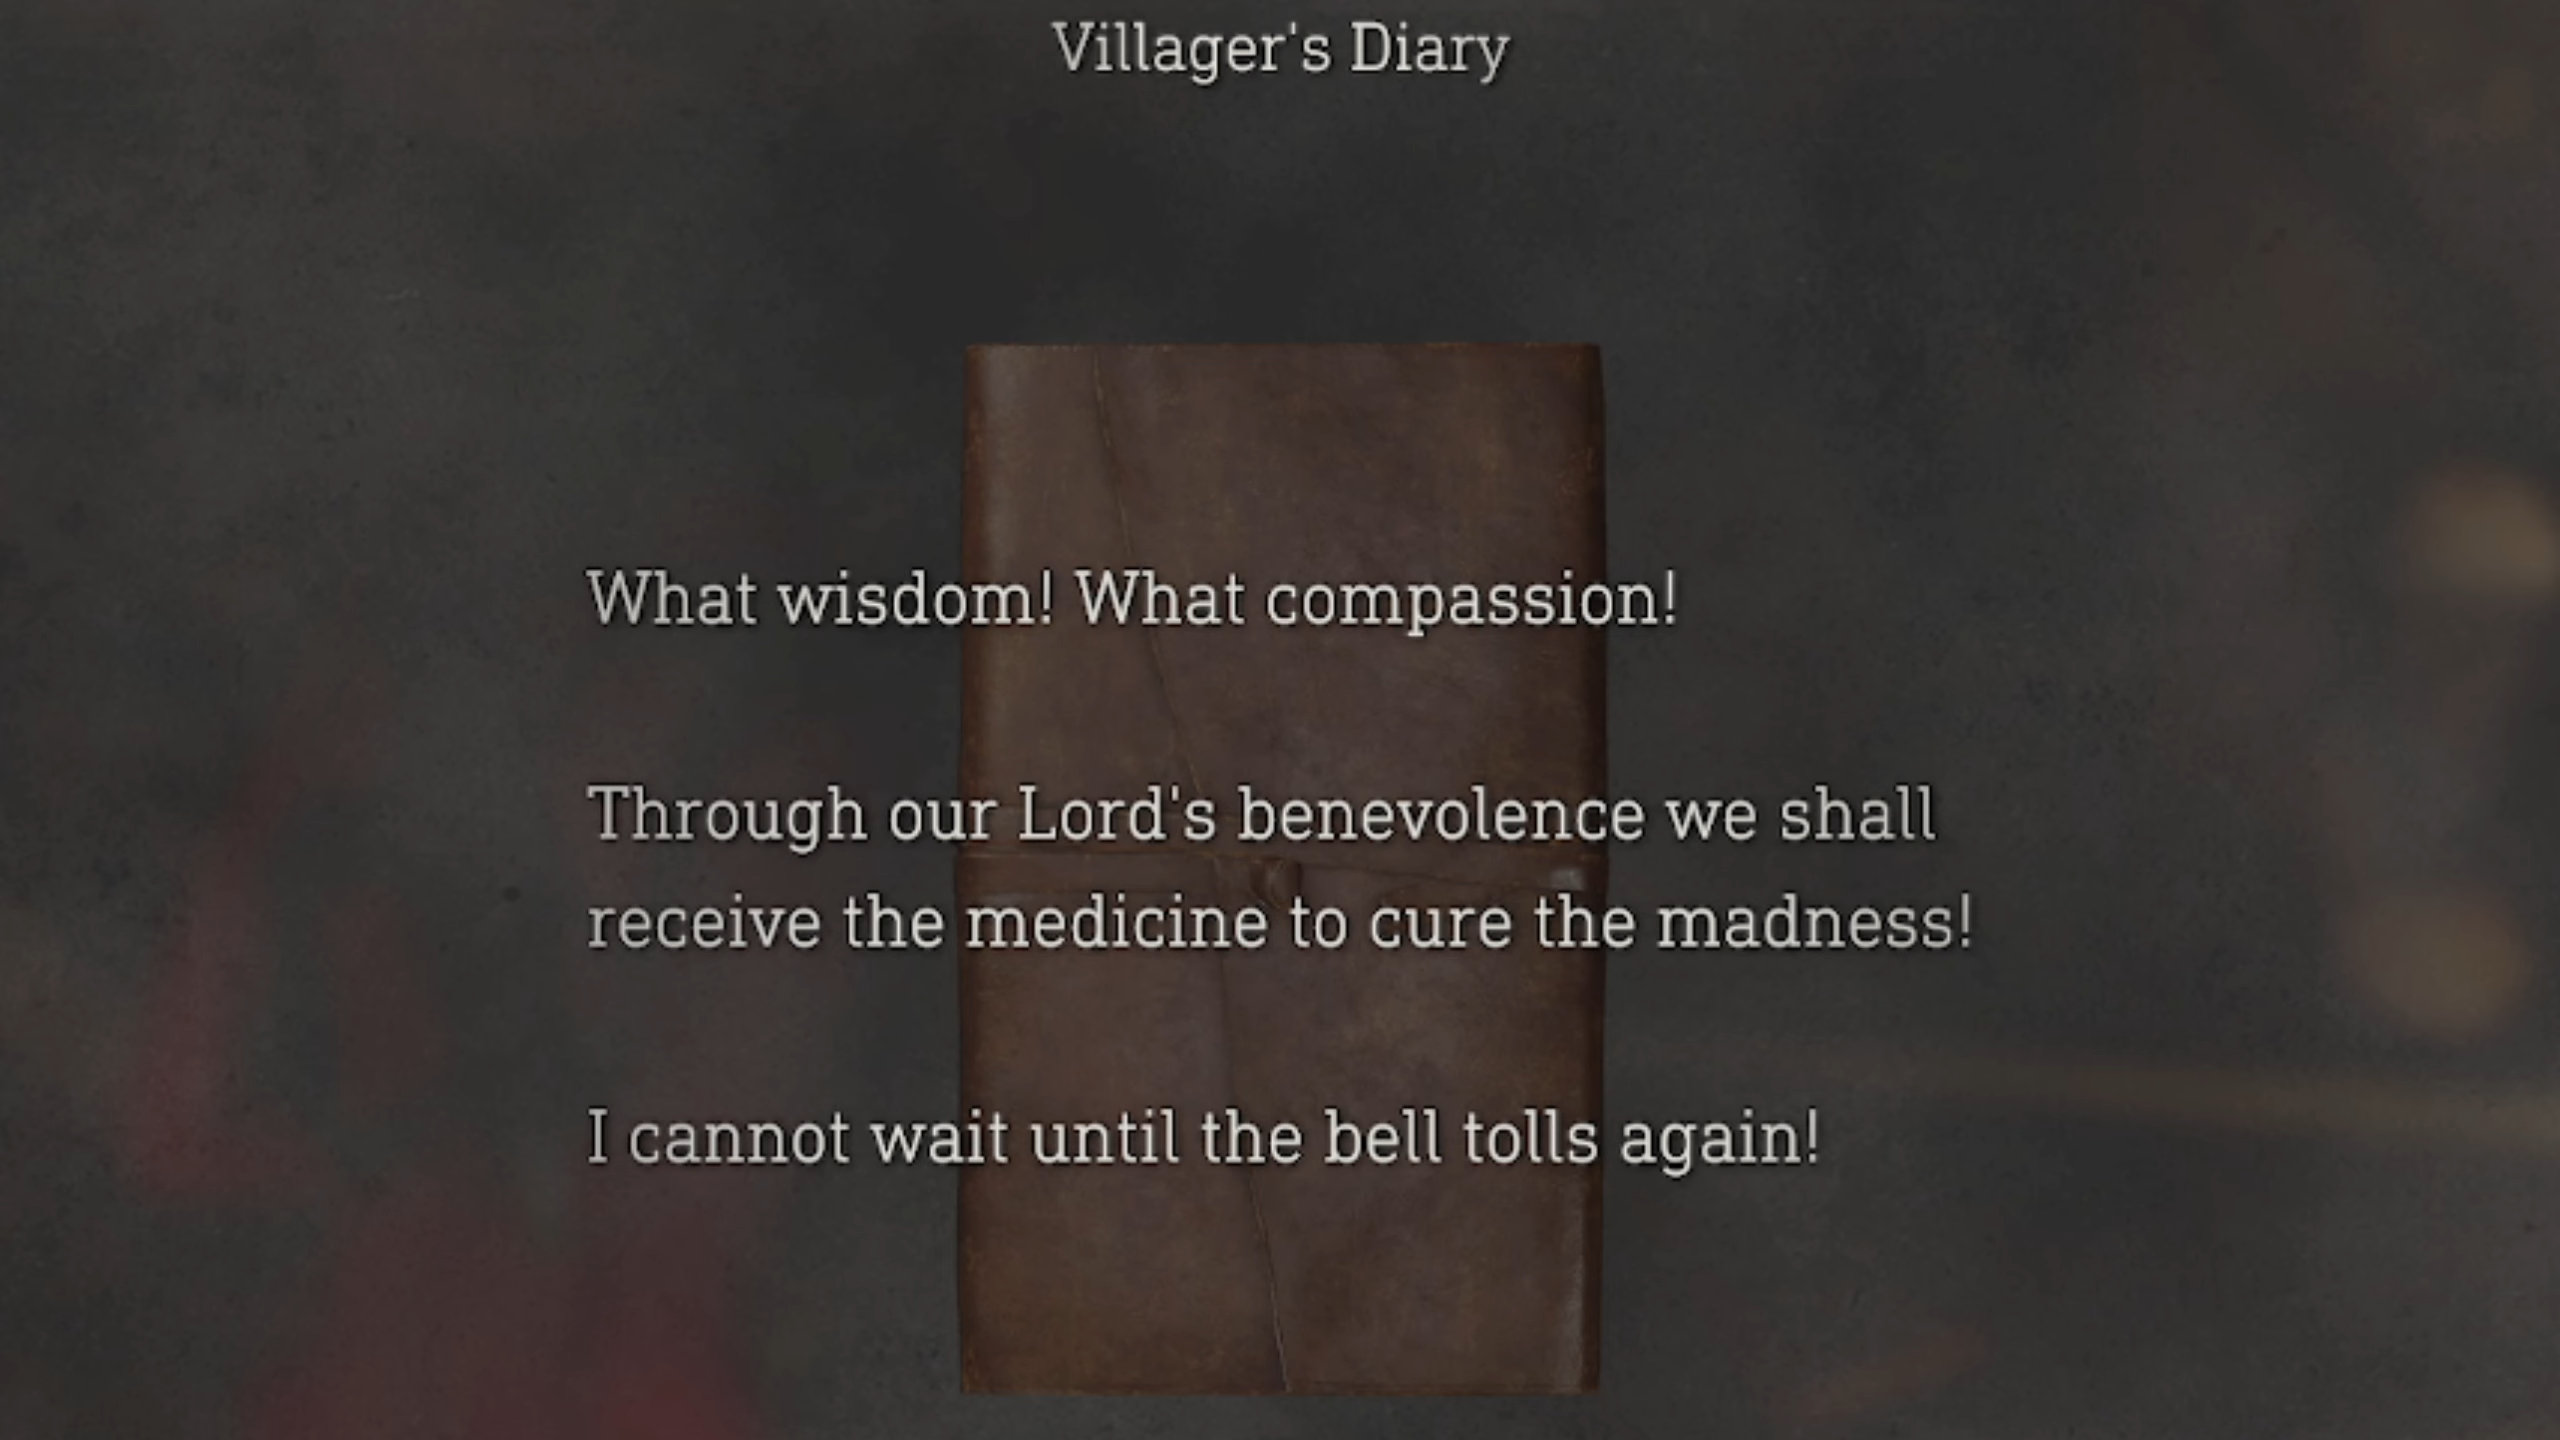 Villager's Diary
What wisdom! What compassion!
Through our Lord's benevolence we shall
receive the medicine to cure the madness!
I cannot wait until the bell tolls again!